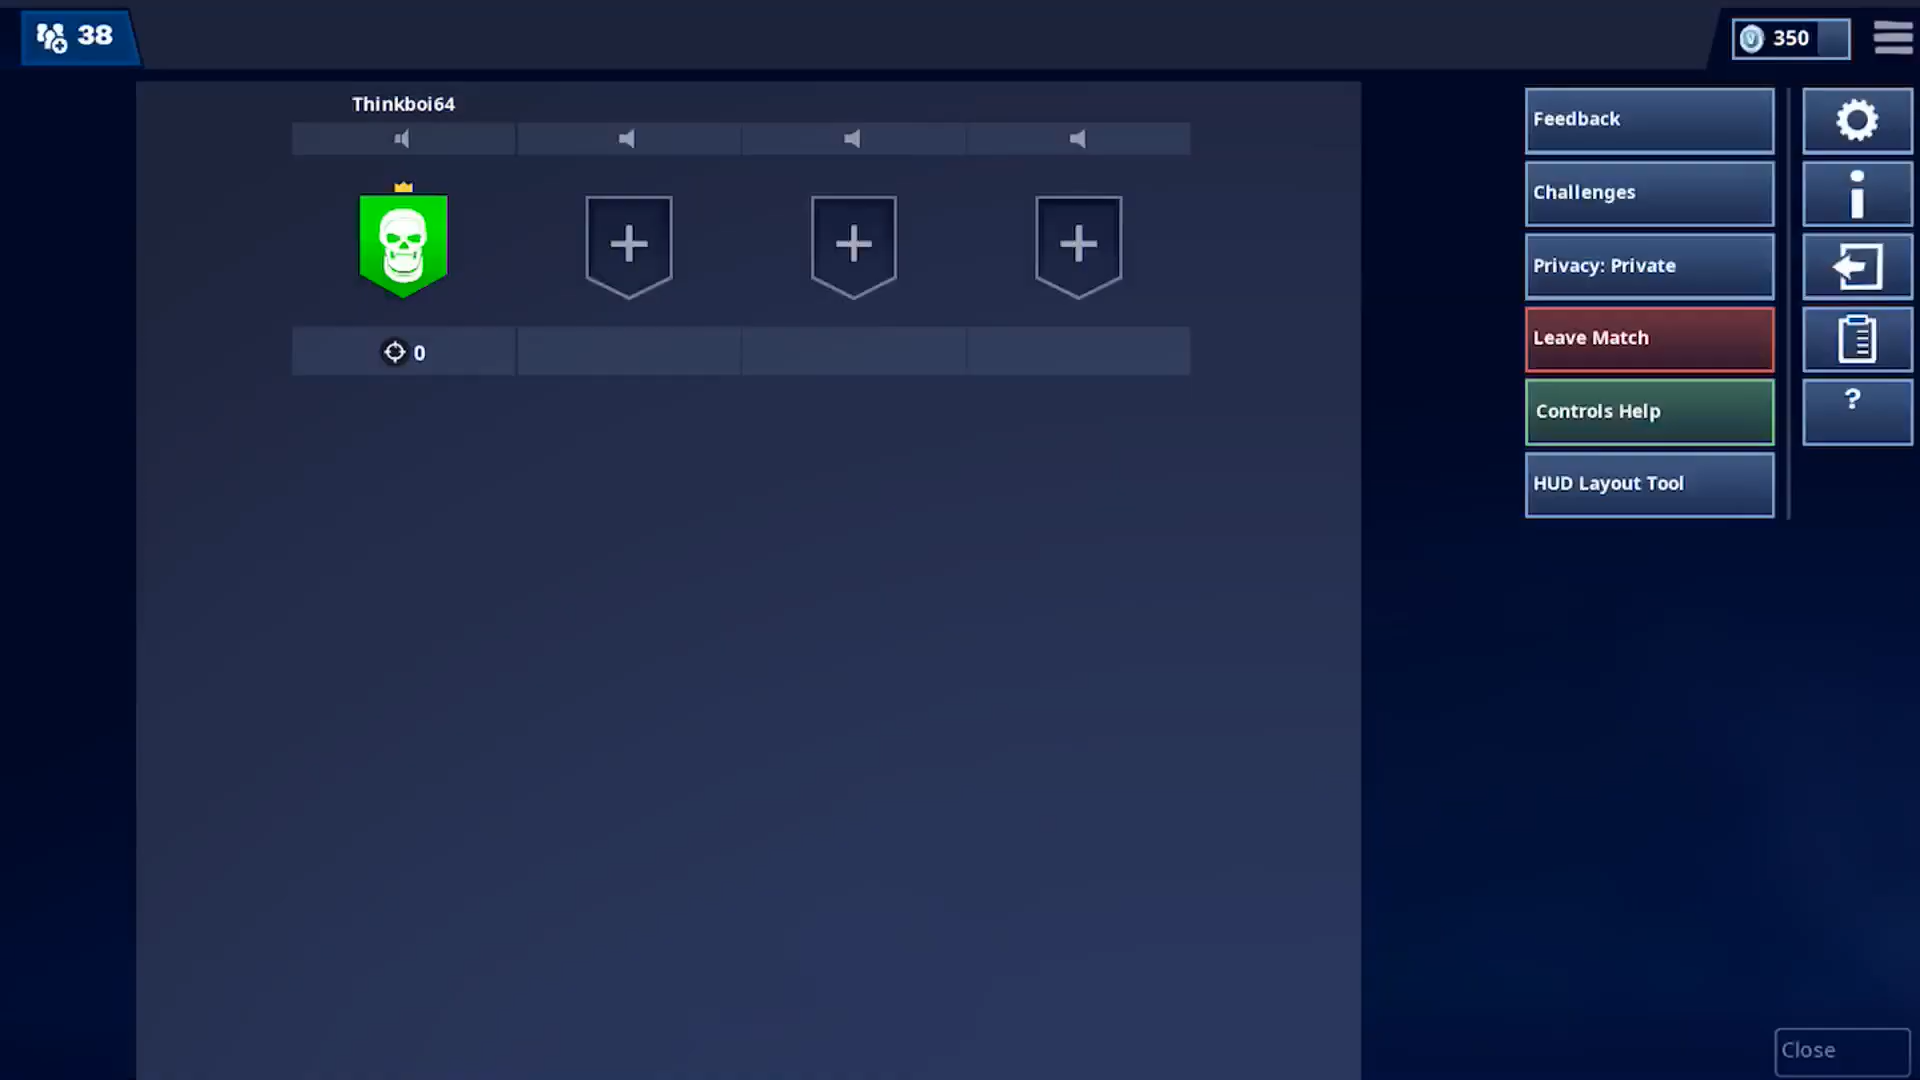 38
350
Thinkboi64
Feedback
Challenges
Privacy: Private
Leave Match
0
Controls Help
?
HUD Layout Tool
Close